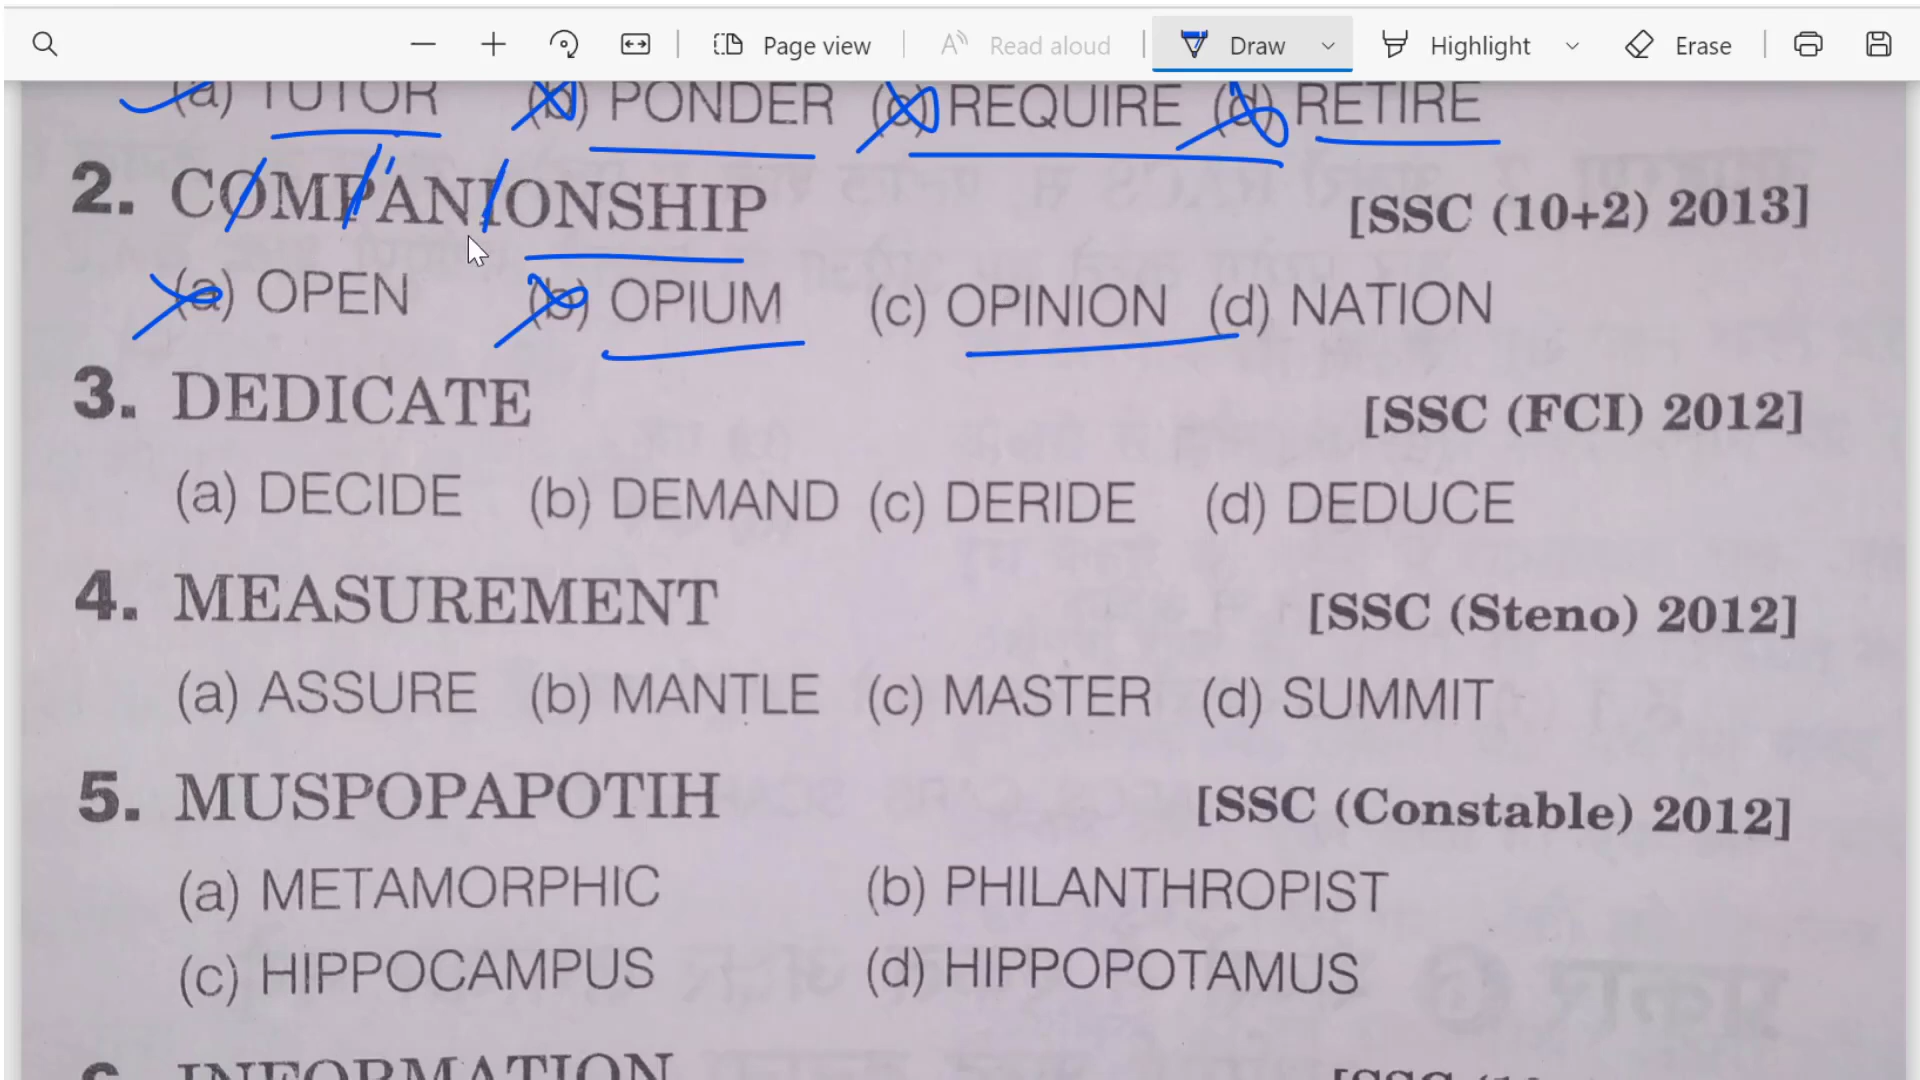 Page view Read aloud Draw Highlight Erase
(a) TUTOR (b) PONDER (c) REQUIRE (d) RETIRE
2. COMPANIONSHIP [SSC (10+2) 2013]
(a) OPEN (b) OPIUM (c) OPINION (d) NATION
3. DEDICATE [SSC (FCI) 2012]
(a) DECIDE (b) DEMAND (c) DERIDE (d) DEDUCE
4. MEASUREMENT [SSC (Steno) 2012]
(a) ASSURE (b) MANTLE (c) MASTER (d) SUMMIT
5. MUSPOPAPOTIH [SSC (Constable) 2012]
(a) METAMORPHIC (b) PHILANTHROPIST
(c) HIPPOCAMPUS (d) HIPPOPOTAMUS
6. INFORMATION [SSC